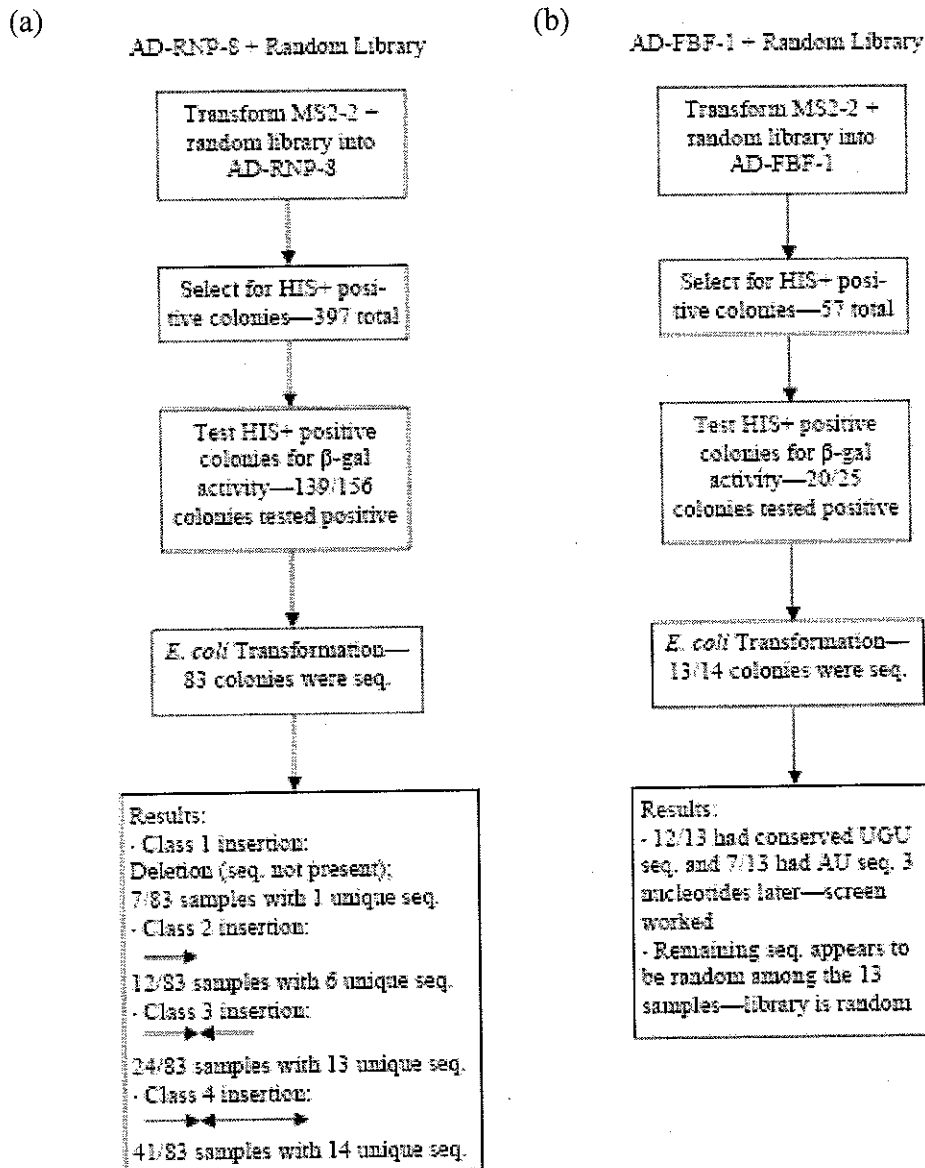 (a)
AD-RNP-8 + Random Library
Transform MS2-2 +
random library into
AD-RNP-8
Select for HIS+ posi-
tive colonies—397 total
Test HIS+ positive
colonies for β-gal
activity—139/156
colonies tested positive
E. coli Transformation—
83 colonies were seq.
Results:
· Class 1 insertion:
Deletion (seq. not present);
7/83 samples with 1 unique seq.
· Class 2 insertion:
12/83 samples with 6 unique seq.
· Class 3 insertion:
24/83 samples with 13 unique seq.
· Class 4 insertion:
41/83 samples with 14 unique seq.
(b)
AD-FBF-1 + Random Library
Transform MS2-2 +
random library into
AD-FBF-1
Select for HIS+ posi-
tive colonies—57 total
Test HIS+ positive
colonies for β-gal
activity—20/25
colonies tested positive
E. coli Transformation—
13/14 colonies were seq.
Results:
- 12/13 had conserved UGU
seq. and 7/13 had AU seq. 3
nucleotides later—screen
worked
- Remaining seq. appears to
be random among the 13
samples—library is random